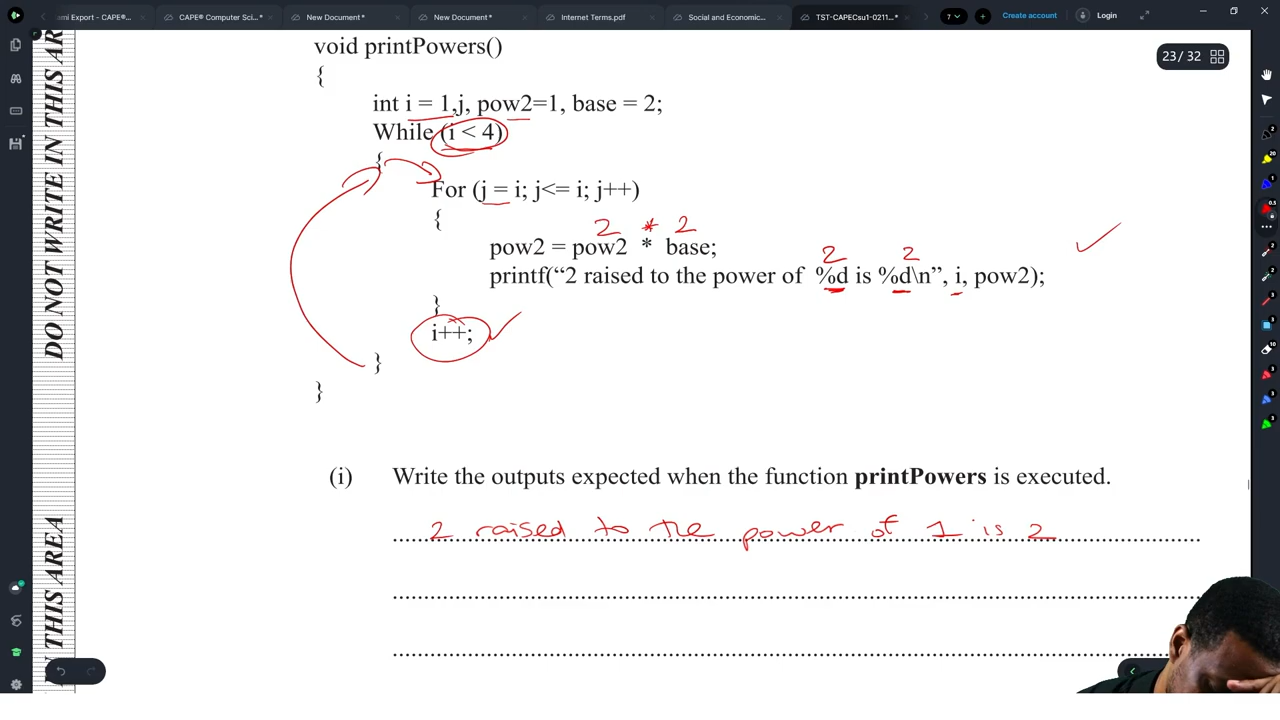 ami Export - CAPE®... CAPE® Computer Sci...* New Document* New Document* Internet Terms.pdf Social and Economic... TST-CAPECsu1-0211...* 7 Create account Login
23 / 32
DO NOT WRITE IN THIS AR
void printPowers()
{
int i = 1,j, pow2=1, base = 2;
While (i < 4)
{
For (j = i; j<= i; j++)
{
2 * 2
pow2 = pow2 * base;
2 2
printf(“2 raised to the power of %d is %d\n”, i, pow2);
}
i++;
}
}
(i) Write the outputs expected when the function printPowers is executed.
2 raised to the power of 1 is 2
THIS AREA